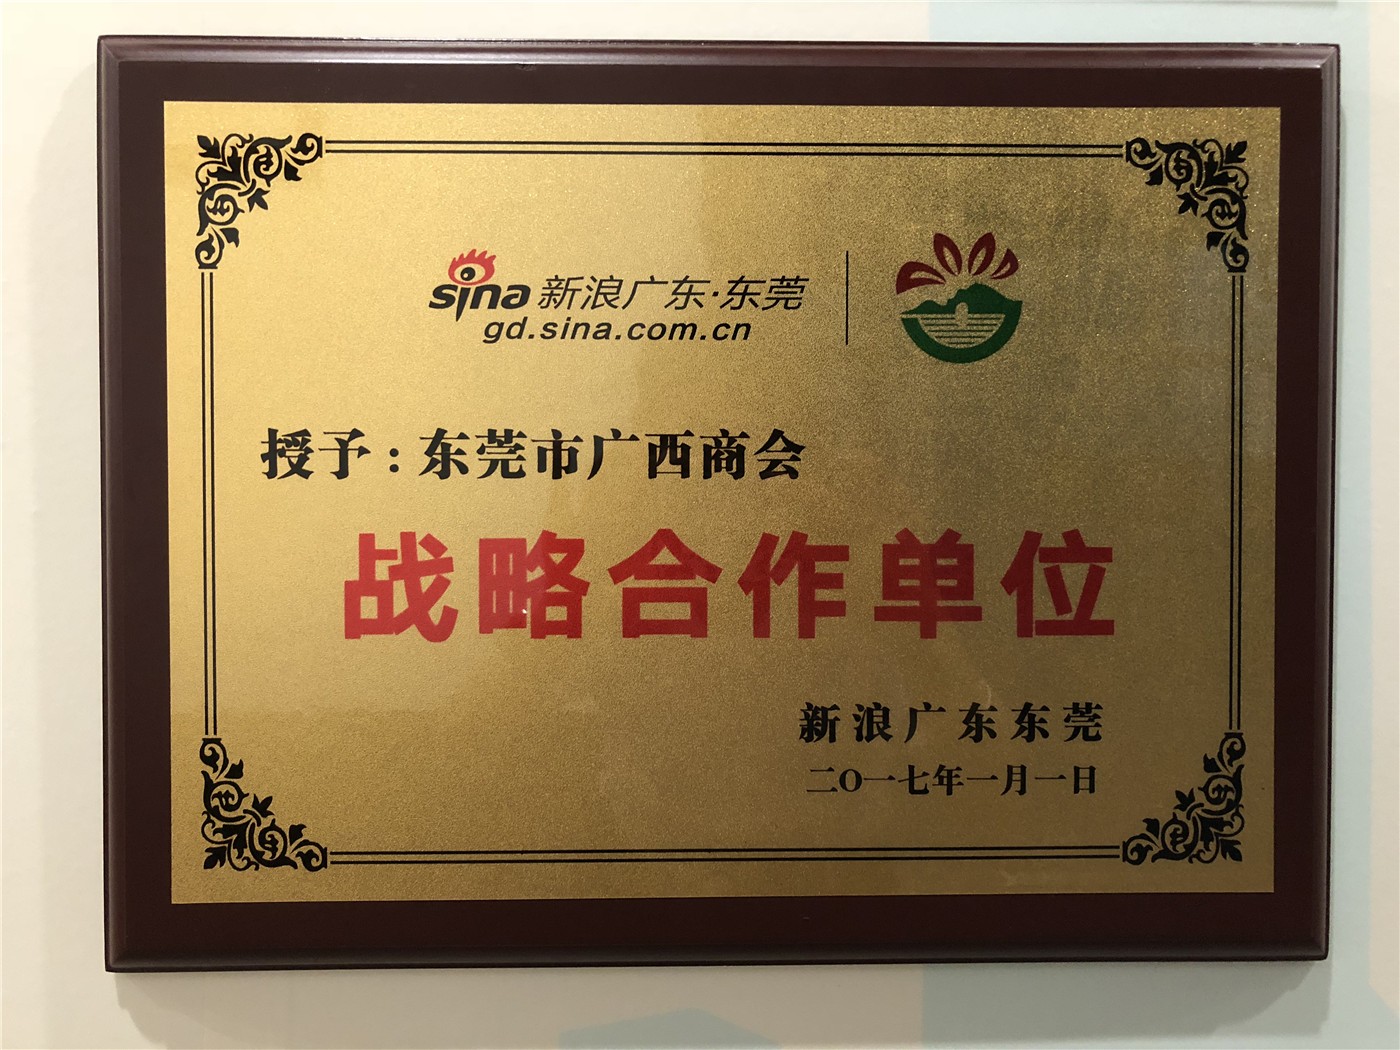 sina 新浪广东·东莞
gd.sina.com.cn
授予：东莞市广西商会
战略合作单位
新浪广东东莞
二O一七年一月一日